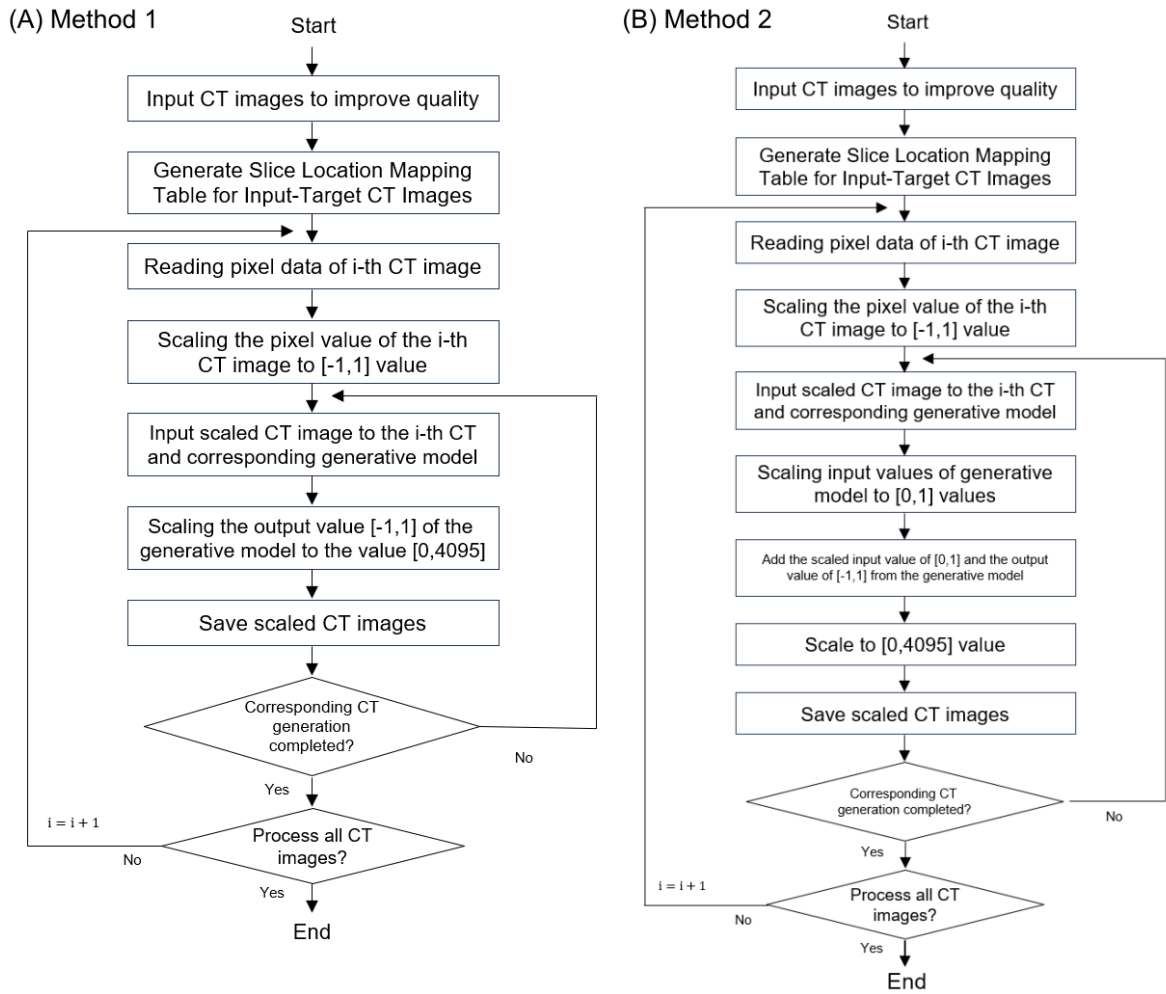 (A) Method 1
Start
Input CT images to improve quality
Generate Slice Location Mapping
Table for Input-Target CT Images
Reading pixel data of i-th CT image
Scaling the pixel value of the i-th
CT image to [-1,1] value
Input scaled CT image to the i-th CT
and corresponding generative model
Scaling the output value [-1,1] of the
generative model to the value [0,4095]
Save scaled CT images
Corresponding CT
generation
completed?
No
Yes
i = i + 1
Process all CT
images?
No
Yes
End
(B) Method 2
Start
Input CT images to improve quality
Generate Slice Location Mapping
Table for Input-Target CT Images
Reading pixel data of i-th CT image
Scaling the pixel value of the i-th
CT image to [-1,1] value
Input scaled CT image to the i-th CT
and corresponding generative model
Scaling input values of generative
model to [0,1] values
Add the scaled input value of [0,1] and the output
value of [-1,1] from the generative model
Scale to [0,4095] value
Save scaled CT images
Corresponding CT
generation completed?
No
Yes
i = i + 1
Process all CT
images?
No
Yes
End